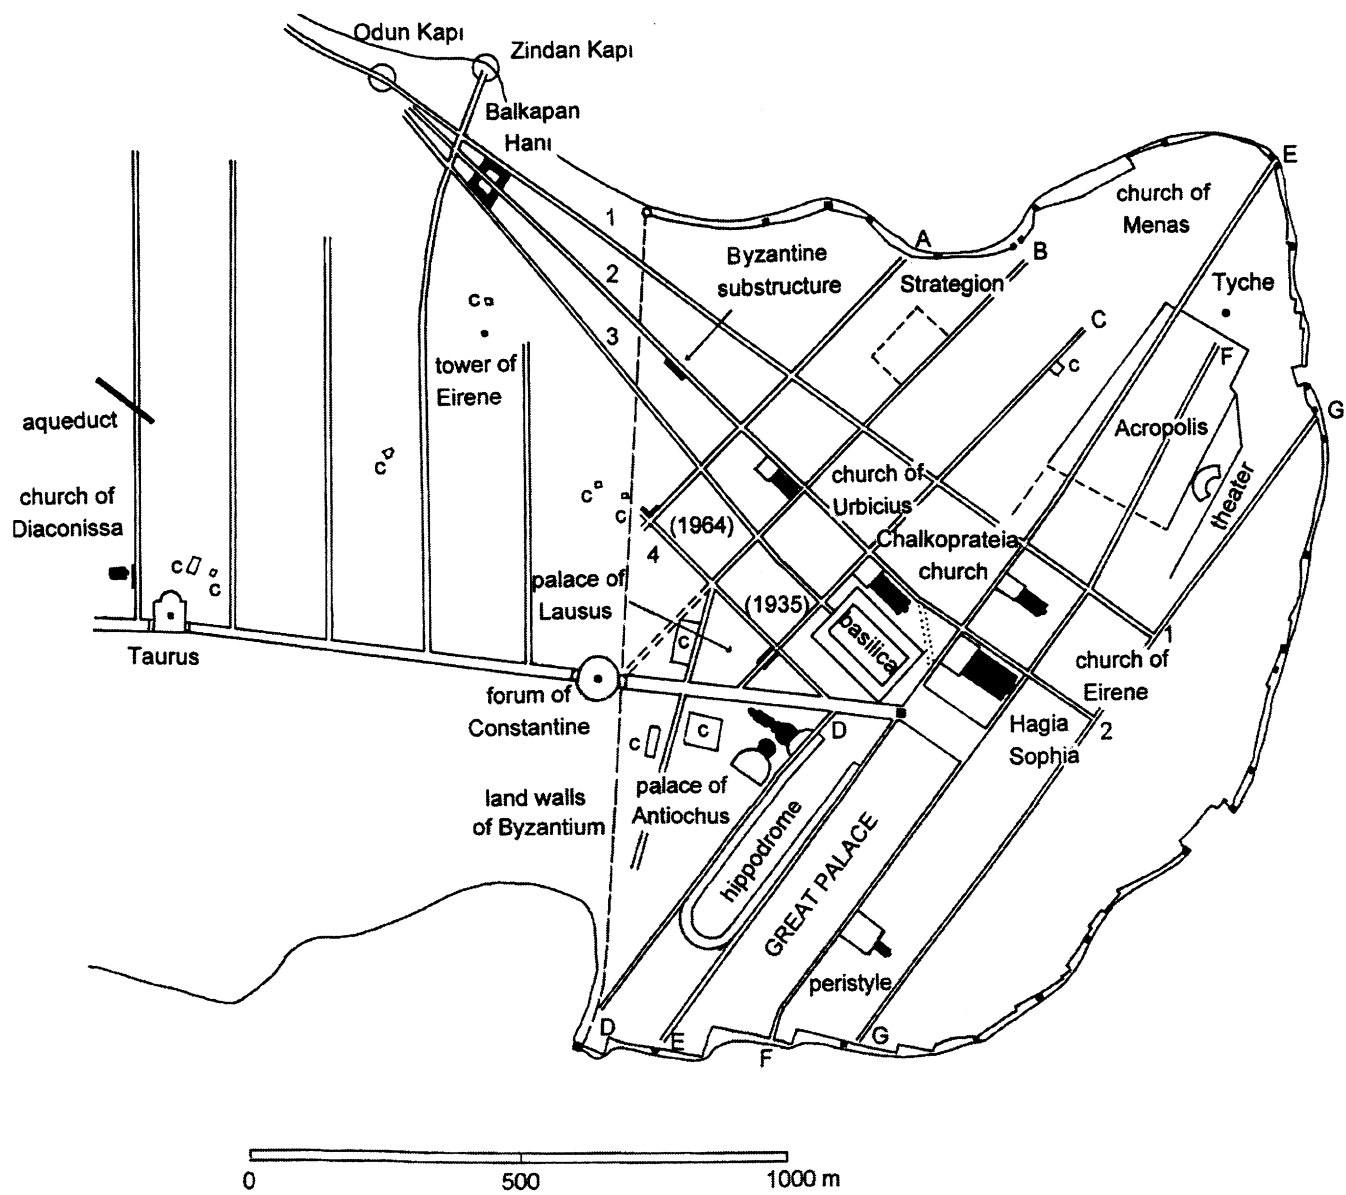 Odun Kapı
Zindan Kapı
Balkapan
Hanı
E
church of
Menas
1
A
B
Byzantine
substructure
2
Strategion
Tyche
c
3
C
tower of
Eirene
F
c
aqueduct
G
Acropolis
c
church of
Diaconissa
church of
Urbicius
theater
c
c
(1964)
4
Chalkoprateia
church
c
c
palace of
Lausus
(1935)
basilica
c
1
Taurus
church of
Eirene
forum of
Constantine
c
c
D
Hagia
Sophia
2
land walls
of Byzantium
palace of
Antiochus
hippodrome
GREAT PALACE
peristyle
D
E
F
G
0
500
1000 m